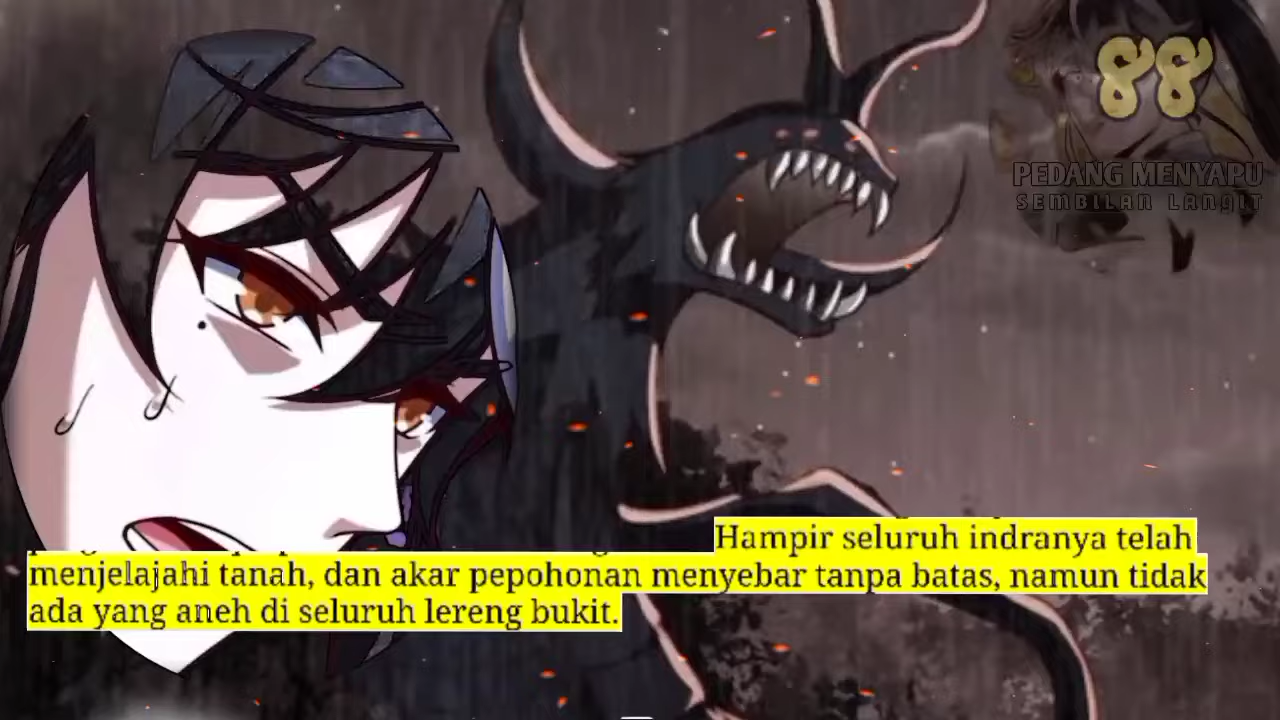 88
PEDANG MENYAPU
SEMBILAN LANGIT
Hampir seluruh indranya telah
menjelajahi tanah, dan akar pepohonan menyebar tanpa batas, namun tidak
ada yang aneh di seluruh lereng bukit.